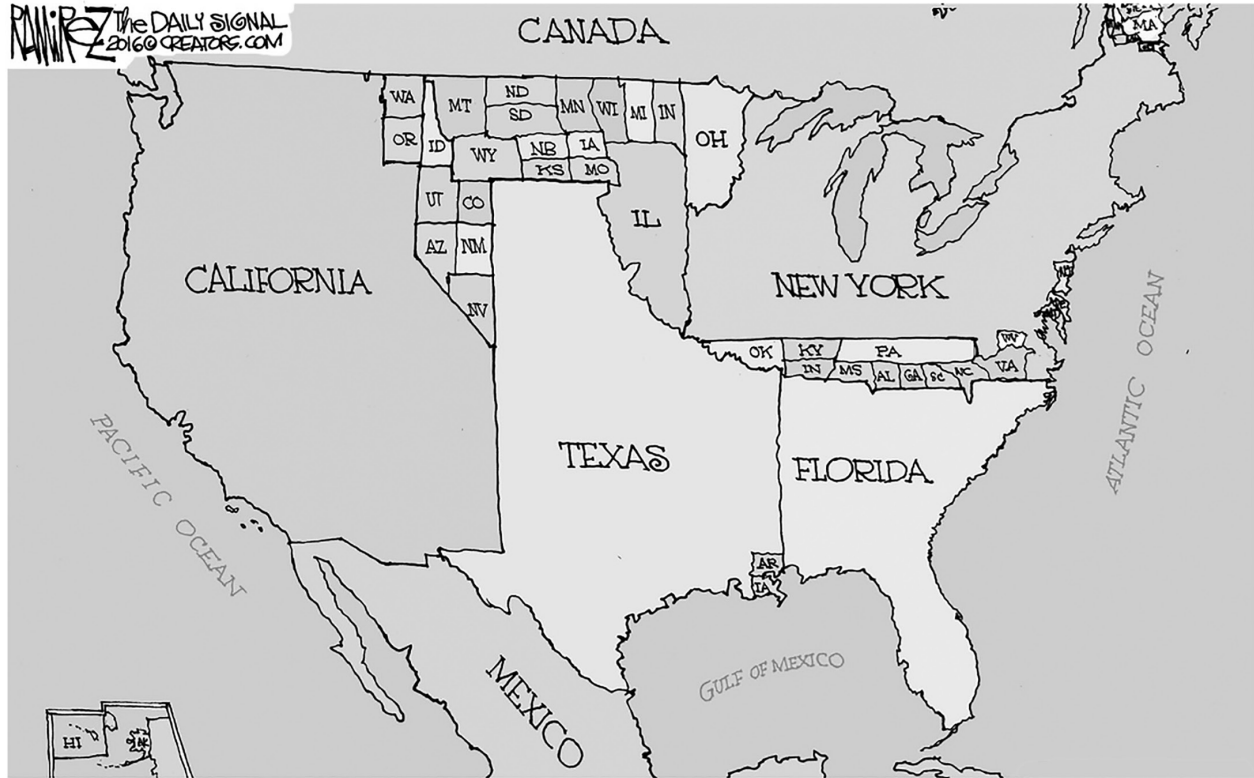 RAMIREZ
The DAILY SIGNAL
2016© CREATORS.COM
CANADA
MA
WA
MT
ND
SD
MN
WI
MI
IN
OH
OR
ID
WY
NB
IA
KS
MO
UT
CO
IL
AZ
NM
NV
CALIFORNIA
NEW YORK
OK
KY
PA
WV
IN
MS
AL
GA
SC
NC
VA
TEXAS
FLORIDA
PACIFIC OCEAN
ATLANTIC OCEAN
AR
IA
GULF OF MEXICO
MEXICO
HI
AK